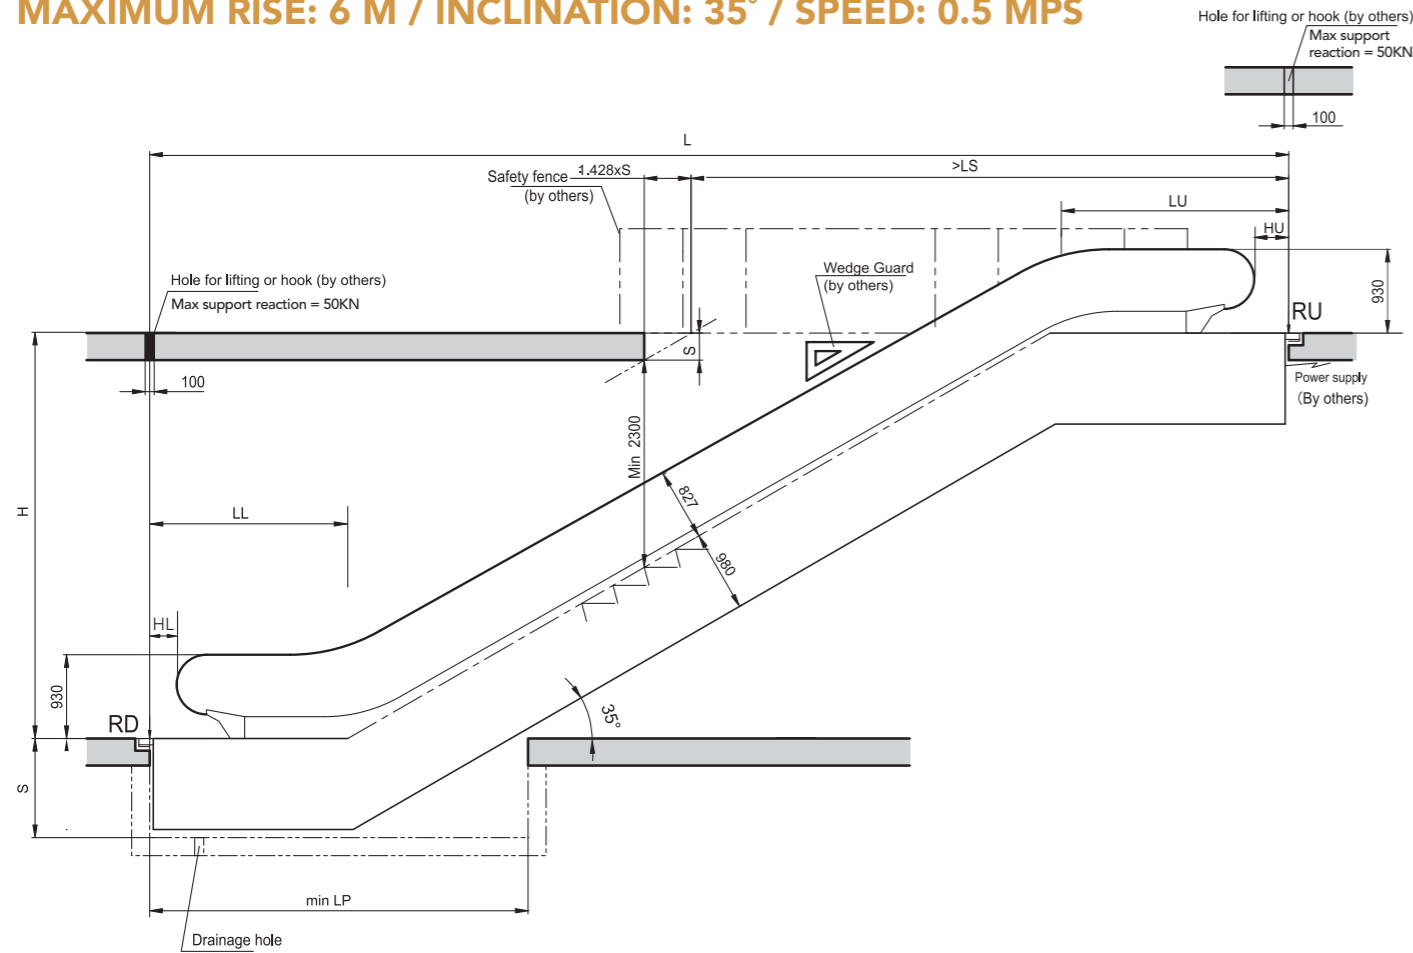 MAXIMUM RISE: 6 M / INCLINATION: 35° / SPEED: 0.5 MPS
Hole for lifting or hook (by others)
Max support
reaction = 50KN
100
L
Safety fence
(by others)
1.428xS
>LS
LU
HU
930
Hole for lifting or hook (by others)
Max support reaction = 50KN
Wedge Guard
(by others)
RU
S
100
Power supply
(By others)
Min 2300
H
LL
827
980
HL
930
RD
35°
S
min LP
Drainage hole